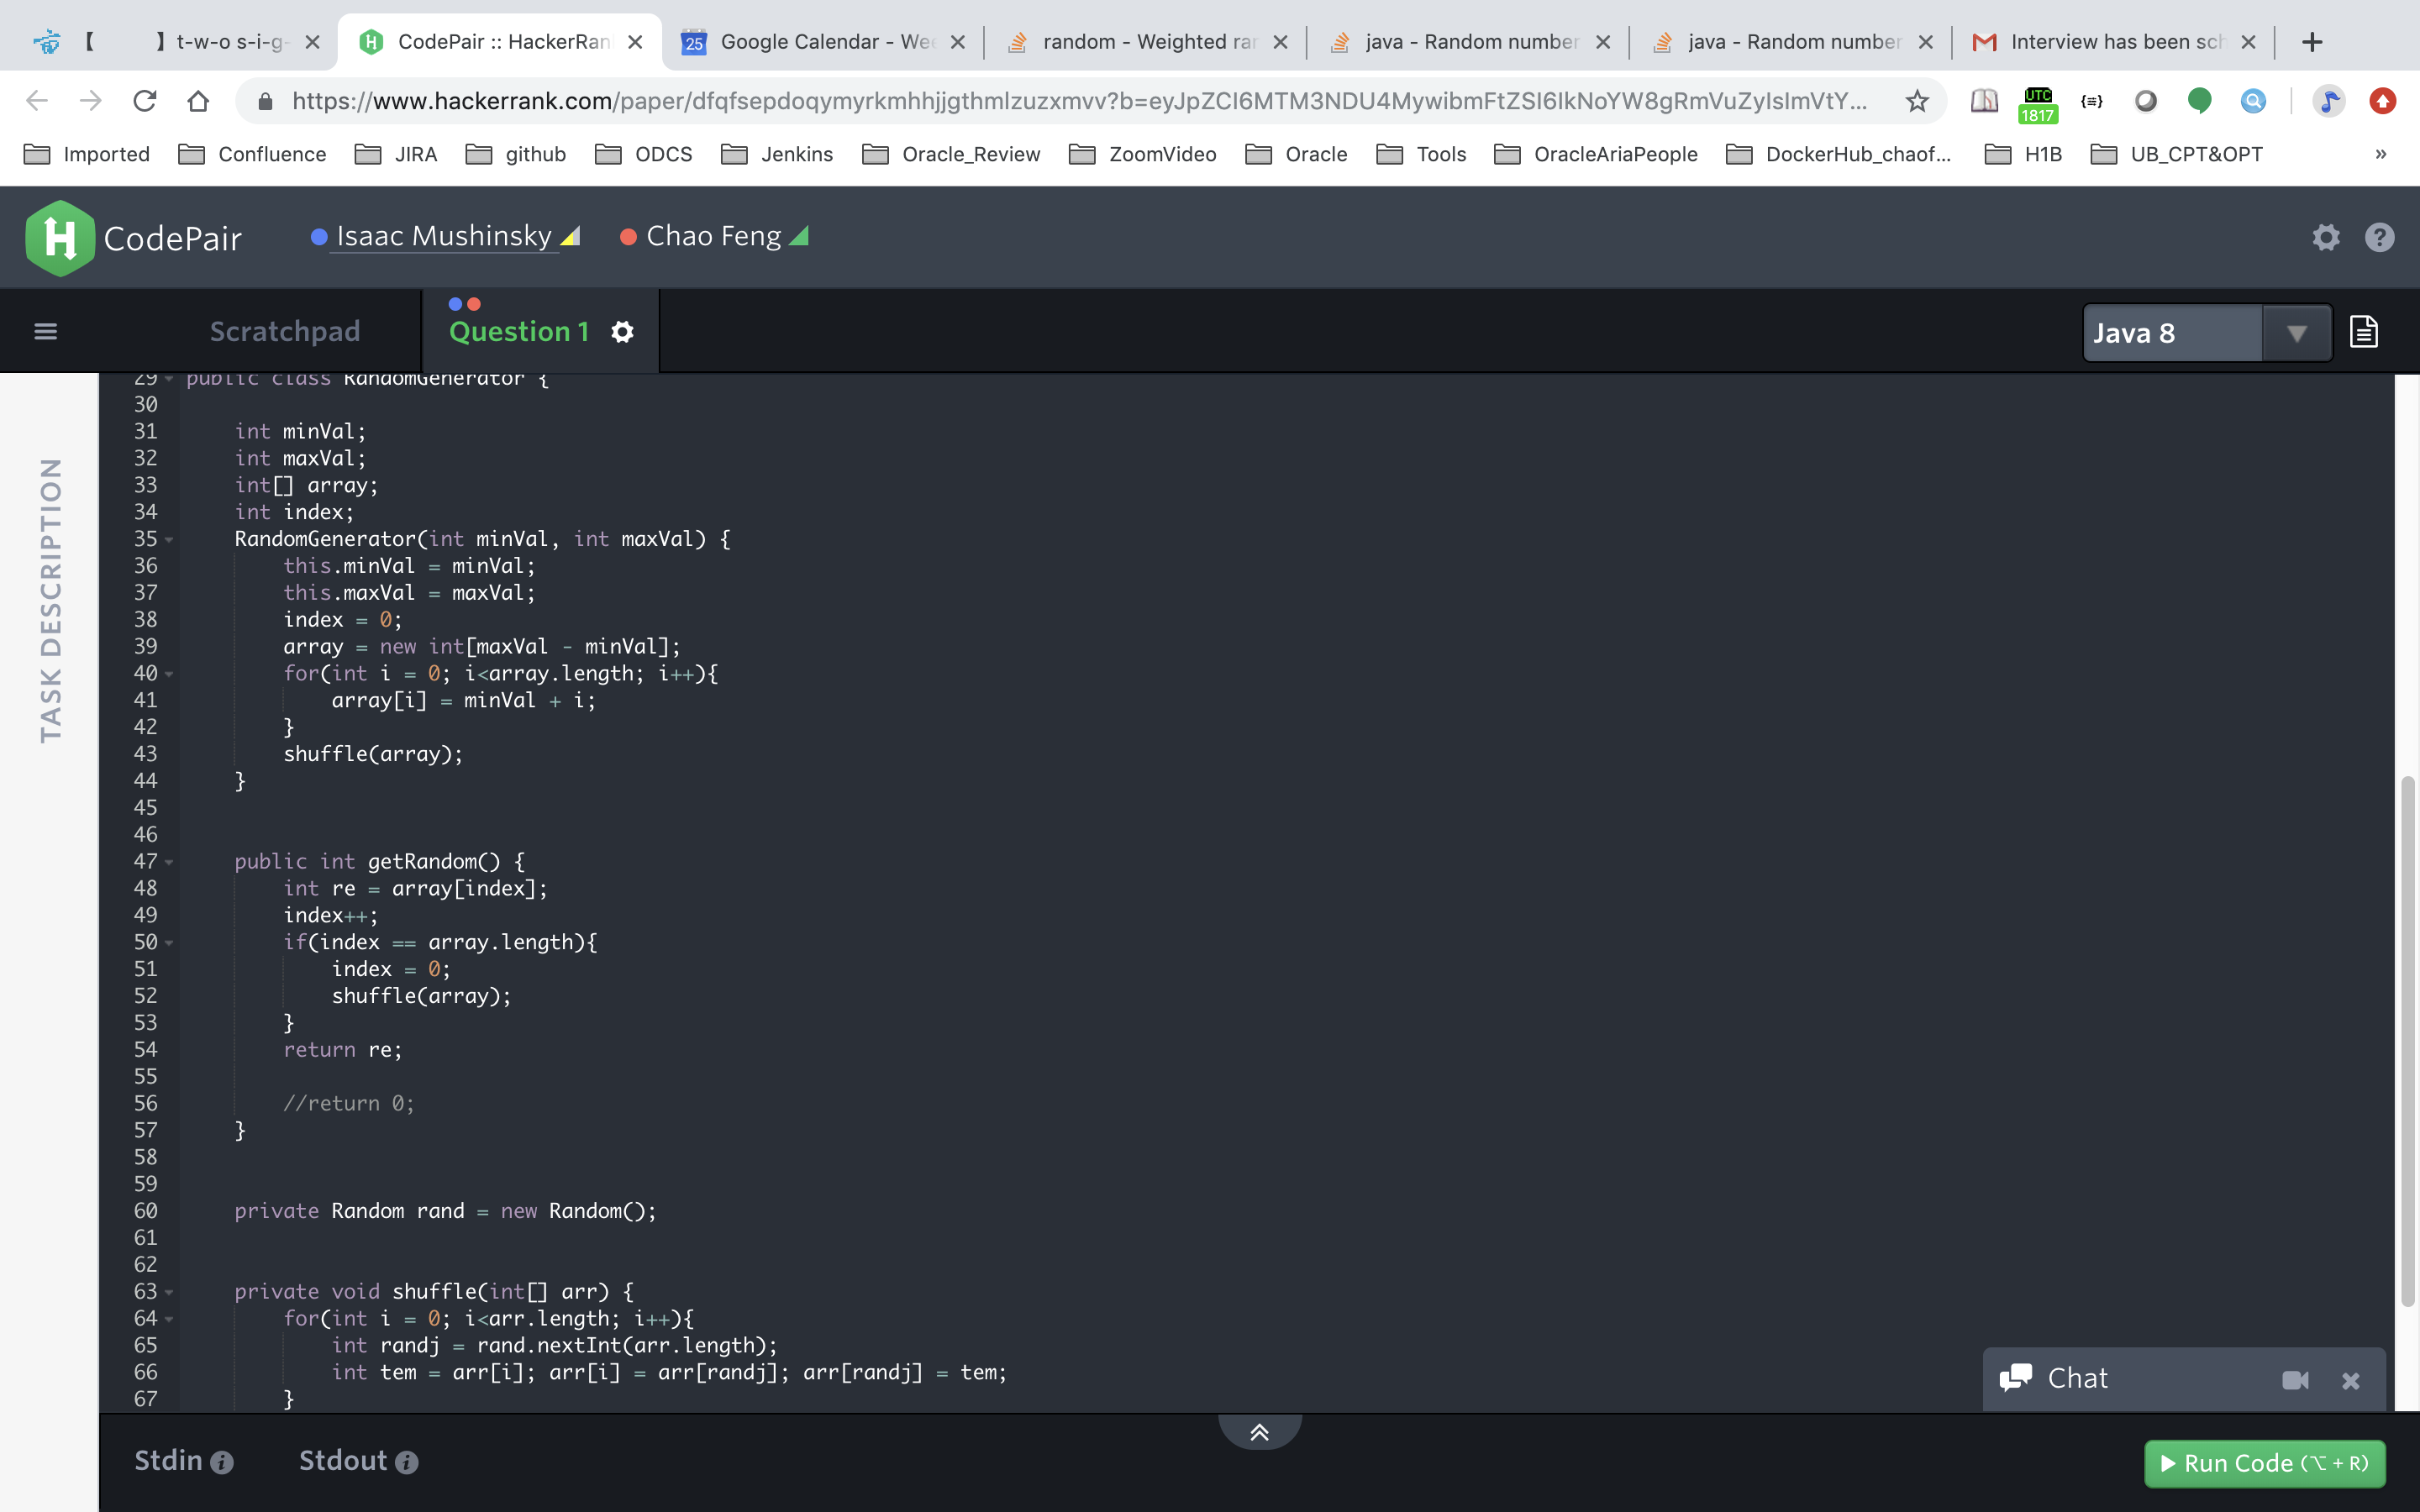 【 】t-w-o s-i-g-
CodePair :: HackerRan
25 Google Calendar - Wee
random - Weighted ran
java - Random number
java - Random number
Interview has been sch
https://www.hackerrank.com/paper/dfqfsepdoqymyrkmhhjjgthmlzuzxmvv?b=eyJpZCI6MTM3NDU4MywibmFtZSI6IkNoYW8gRmVuZyIsImVtY...
UTC
1817
Imported Confluence JIRA github ODCS Jenkins Oracle_Review ZoomVideo Oracle Tools OracleAriaPeople DockerHub_chaof... H1B UB_CPT&OPT »
H CodePair Isaac Mushinsky Chao Feng
Scratchpad Question 1 Java 8
TASK DESCRIPTION
29 public class RandomGenerator {
30
31 int minVal;
32 int maxVal;
33 int[] array;
34 int index;
35 RandomGenerator(int minVal, int maxVal) {
36 this.minVal = minVal;
37 this.maxVal = maxVal;
38 index = 0;
39 array = new int[maxVal - minVal];
40 for(int i = 0; i<array.length; i++){
41 array[i] = minVal + i;
42 }
43 shuffle(array);
44 }
45
46
47 public int getRandom() {
48 int re = array[index];
49 index++;
50 if(index == array.length){
51 index = 0;
52 shuffle(array);
53 }
54 return re;
55
56 //return 0;
57 }
58
59
60 private Random rand = new Random();
61
62
63 private void shuffle(int[] arr) {
64 for(int i = 0; i<arr.length; i++){
65 int randj = rand.nextInt(arr.length);
66 int tem = arr[i]; arr[i] = arr[randj]; arr[randj] = tem;
67 }
Chat
Stdin Stdout
Run Code (⌥ + R)